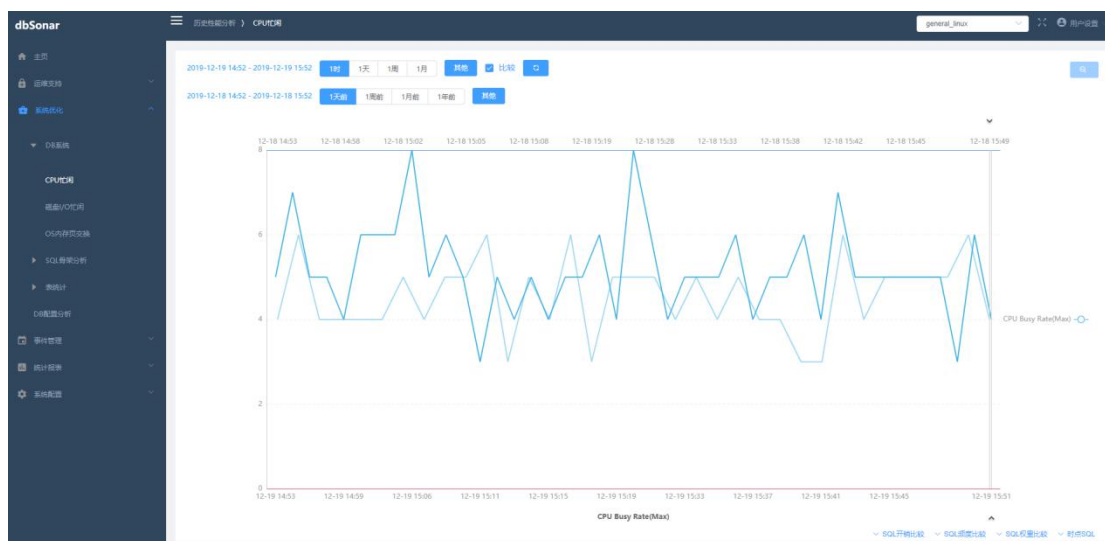 dbSonar
历史性能分析 》 CPU忙闲
general_linux
用户设置
主页
运维支持
系统优化
DB系统
CPU忙闲
磁盘I/O忙闲
OS内存页交换
SQL骨架分析
表统计
DB配置分析
事件管理
统计报表
系统配置
2019-12-19 14:52 - 2019-12-19 15:52 1时 1天 1周 1月 其他 比较
2019-12-18 14:52 - 2019-12-18 15:52 1天前 1周前 1月前 1年前 其他
12-18 14:53 12-18 14:58 12-18 15:02 12-18 15:05 12-18 15:08 12-18 15:19 12-18 15:28 12-18 15:33 12-18 15:38 12-18 15:42 12-18 15:45 12-18 15:49
8
6
4
CPU Busy Rate(Max)
2
0
12-19 14:53 12-19 14:59 12-19 15:06 12-19 15:11 12-19 15:15 12-19 15:19 12-19 15:33 12-19 15:37 12-19 15:41 12-19 15:45 12-19 15:51
CPU Busy Rate(Max)
SQL开销比较 SQL频度比较 SQL权重比较 时点SQL